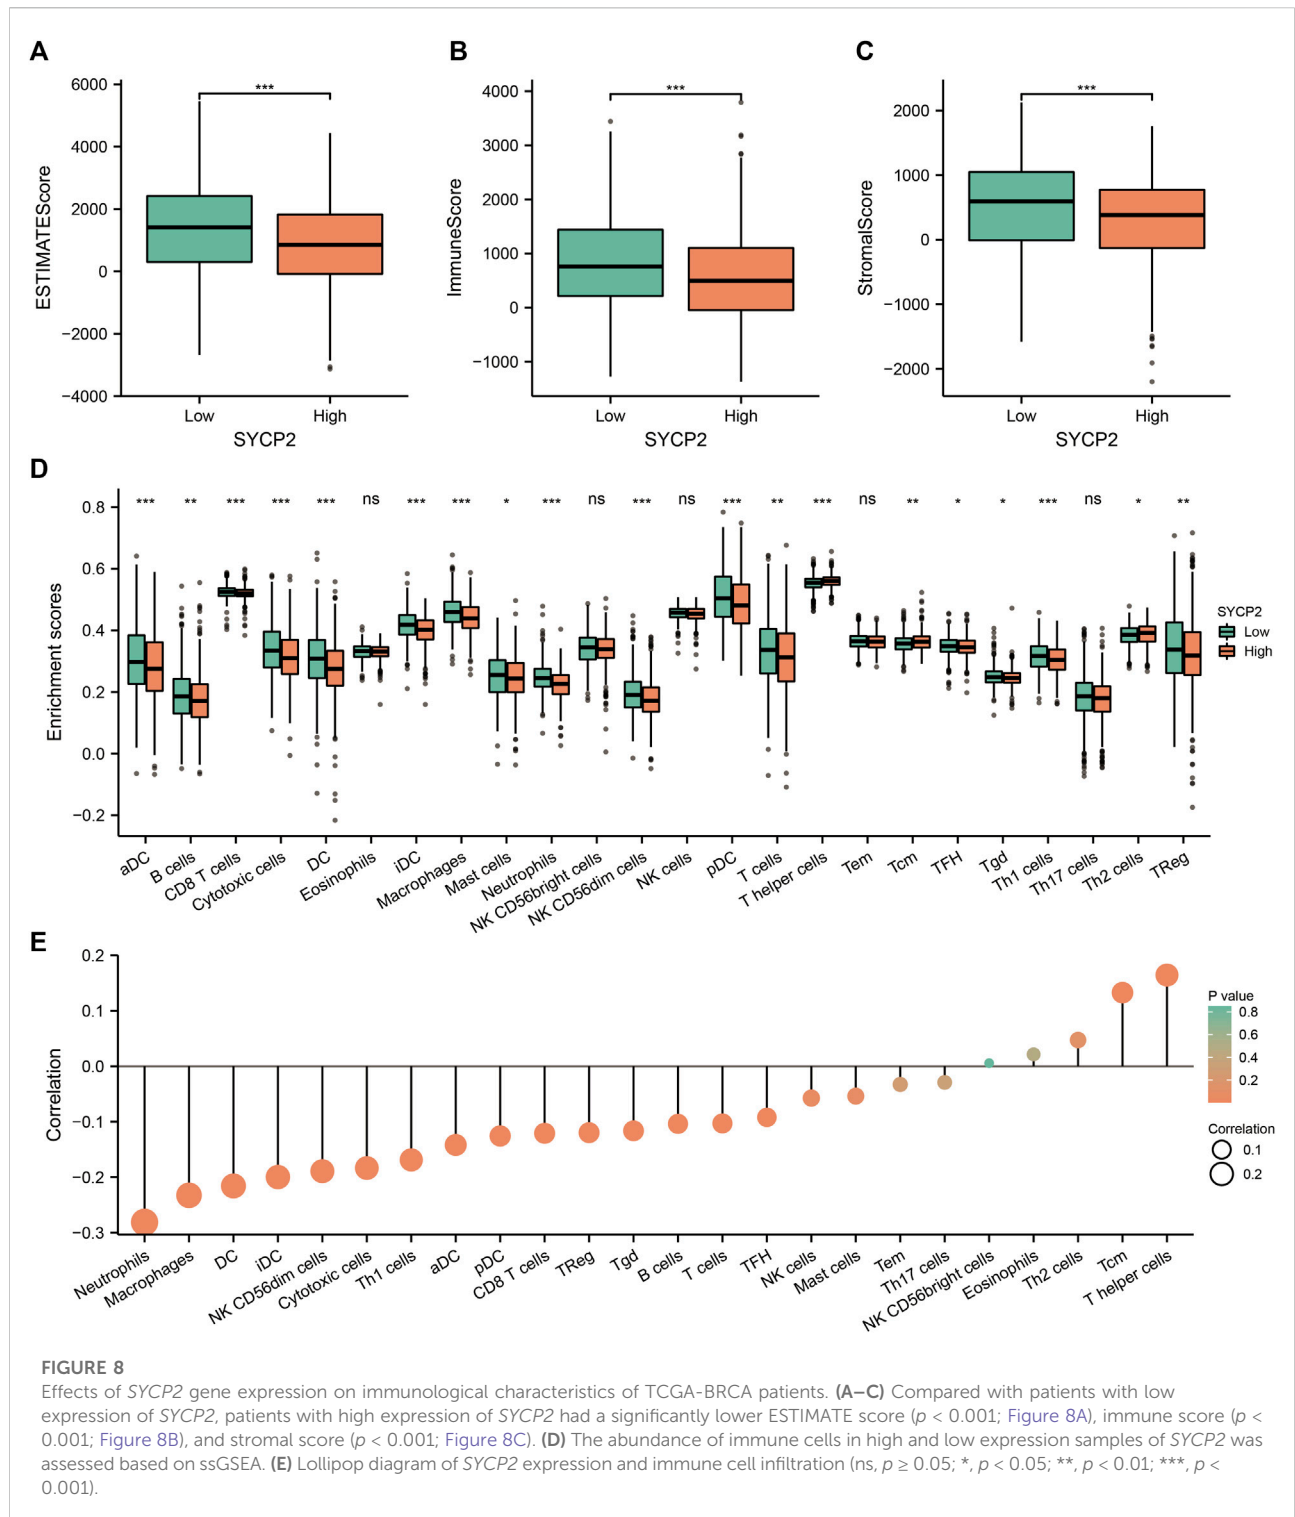 A
B
C
***
***
***
6000
4000
2000
0
−2000
−4000
ESTIMATEScore
Low
High
SYCP2
4000
3000
2000
1000
0
−1000
ImmuneScore
Low
High
SYCP2
2000
1000
0
−1000
−2000
StromalScore
Low
High
SYCP2
D
*** ** *** *** *** ns *** *** * *** ns *** ns *** ** *** ns ** * * *** ns * **
0.8
0.6
0.4
0.2
0.0
−0.2
Enrichment scores
SYCP2
Low
High
aDC
B cells
CD8 T cells
Cytotoxic cells
DC
Eosinophils
iDC
Macrophages
Mast cells
Neutrophils
NK CD56bright cells
NK CD56dim cells
NK cells
pDC
T cells
T helper cells
Tem
Tcm
TFH
Tgd
Th1 cells
Th17 cells
Th2 cells
TReg
E
0.2
0.1
0.0
−0.1
−0.2
−0.3
Correlation
P value
0.8
0.6
0.4
0.2
Correlation
0.1
0.2
Neutrophils
Macrophages
DC
iDC
NK CD56dim cells
Cytotoxic cells
Th1 cells
aDC
pDC
CD8 T cells
TReg
Tgd
B cells
T cells
TFH
NK cells
Mast cells
Tem
Th17 cells
NK CD56bright cells
Eosinophils
Th2 cells
Tcm
T helper cells
FIGURE 8
Effects of SYCP2 gene expression on immunological characteristics of TCGA-BRCA patients. (A–C) Compared with patients with low
expression of SYCP2, patients with high expression of SYCP2 had a significantly lower ESTIMATE score (p < 0.001; Figure 8A), immune score (p <
0.001; Figure 8B), and stromal score (p < 0.001; Figure 8C). (D) The abundance of immune cells in high and low expression samples of SYCP2 was
assessed based on ssGSEA. (E) Lollipop diagram of SYCP2 expression and immune cell infiltration (ns, p ≥ 0.05; *, p < 0.05; **, p < 0.01; ***, p <
0.001).